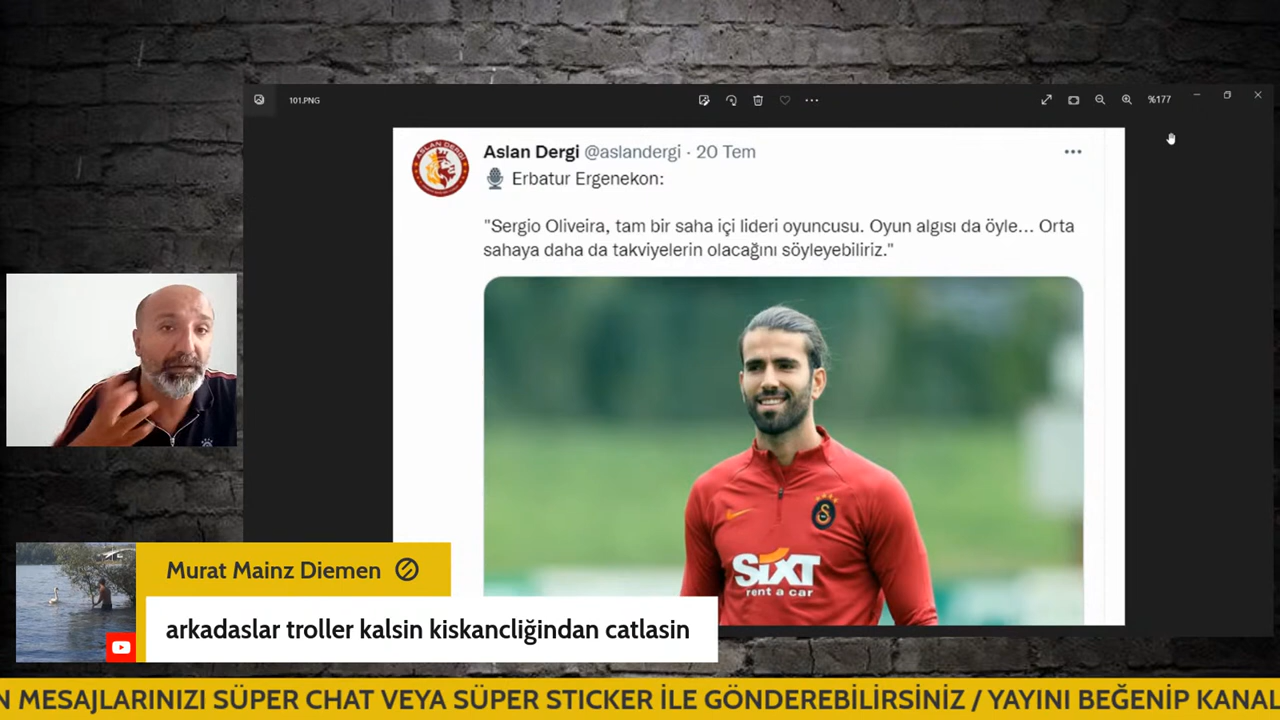 101.PNG
%177
Aslan Dergi @aslandergi · 20 Tem
Erbatur Ergenekon:
"Sergio Oliveira, tam bir saha içi lideri oyuncusu. Oyun algısı da öyle... Orta
sahaya daha da takviyelerin olacağını söyleyebiliriz."
SiXT
rent a car
Murat Mainz Diemen
arkadaslar troller kalsin kiskancliğindan catlasin
N MESAJLARINIZI SÜPER CHAT VEYA SÜPER STICKER İLE GÖNDEREBİLİRSİNİZ / YAYINI BEĞENİP KANAL